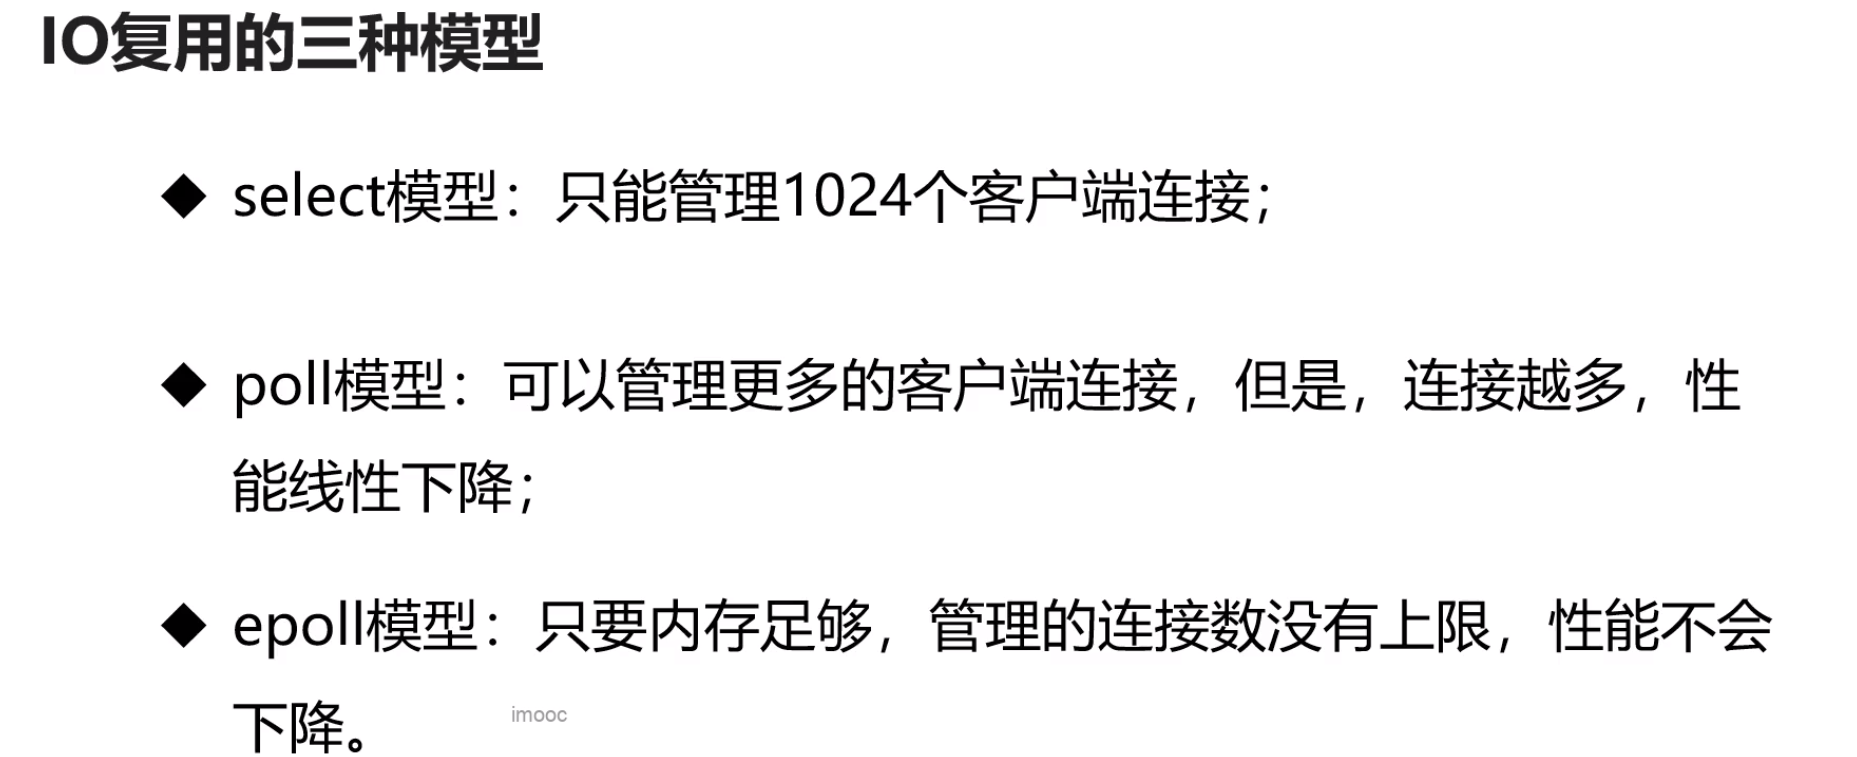 IO复用的三种模型
◆ select模型：只能管理1024个客户端连接；
◆ poll模型：可以管理更多的客户端连接，但是，连接越多，性
能线性下降；
◆ epoll模型：只要内存足够，管理的连接数没有上限，性能不会
下降。
imooc